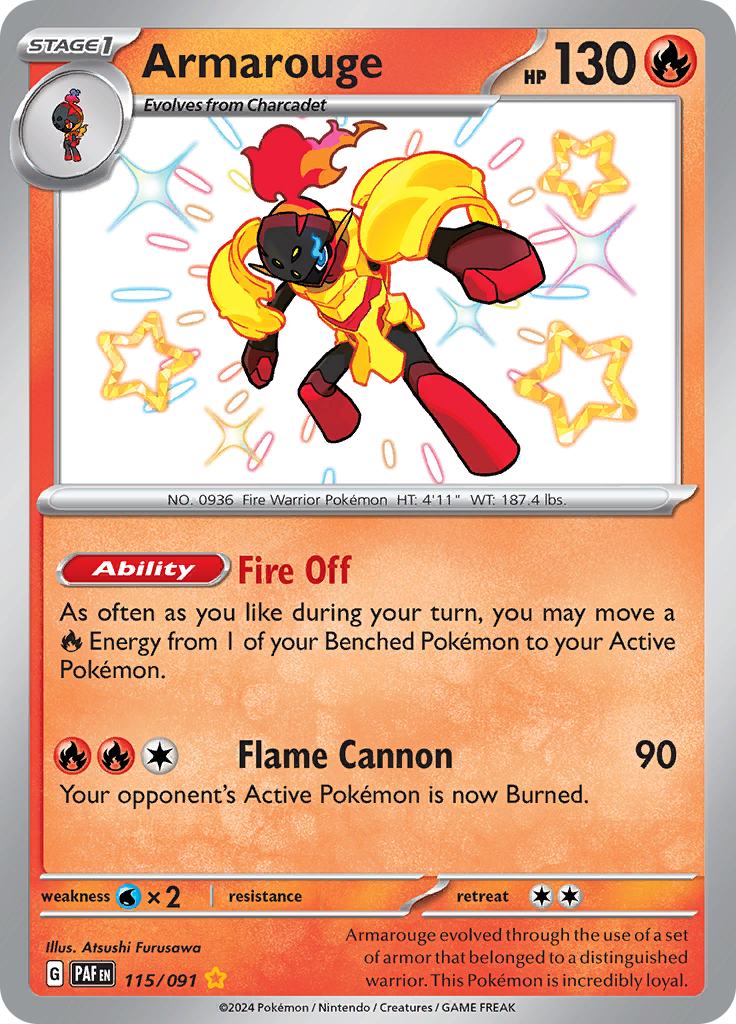 STAGE1
Armarouge
HP 130
Evolves from Charcadet
NO. 0936 Fire Warrior Pokémon HT: 4'11" WT: 187.4 lbs.
Ability Fire Off
As often as you like during your turn, you may move a
Energy from 1 of your Benched Pokémon to your Active
Pokémon.
Flame Cannon 90
Your opponent's Active Pokémon is now Burned.
weakness ×2 resistance retreat
Illus. Atsushi Furusawa
G PAF EN 115/091
Armarouge evolved through the use of a set
of armor that belonged to a distinguished
warrior. This Pokémon is incredibly loyal.
©2024 Pokémon / Nintendo / Creatures / GAME FREAK